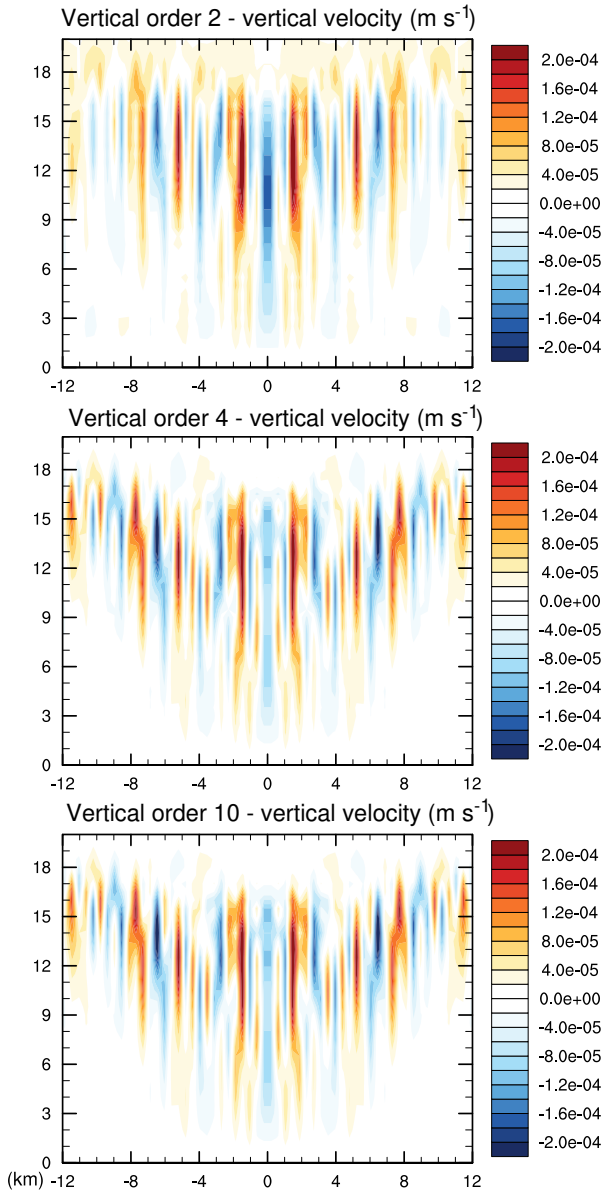 Vertical order 2 - vertical velocity (m s-1)
18
15
12
9
6
3
0
-12 -8 -4 0 4 8 12
2.0e-04
1.6e-04
1.2e-04
8.0e-05
4.0e-05
0.0e+00
-4.0e-05
-8.0e-05
-1.2e-04
-1.6e-04
-2.0e-04
Vertical order 4 - vertical velocity (m s-1)
18
15
12
9
6
3
0
-12 -8 -4 0 4 8 12
2.0e-04
1.6e-04
1.2e-04
8.0e-05
4.0e-05
0.0e+00
-4.0e-05
-8.0e-05
-1.2e-04
-1.6e-04
-2.0e-04
Vertical order 10 - vertical velocity (m s-1)
18
15
12
9
6
3
0
(km) -12 -8 -4 0 4 8 12
2.0e-04
1.6e-04
1.2e-04
8.0e-05
4.0e-05
0.0e+00
-4.0e-05
-8.0e-05
-1.2e-04
-1.6e-04
-2.0e-04